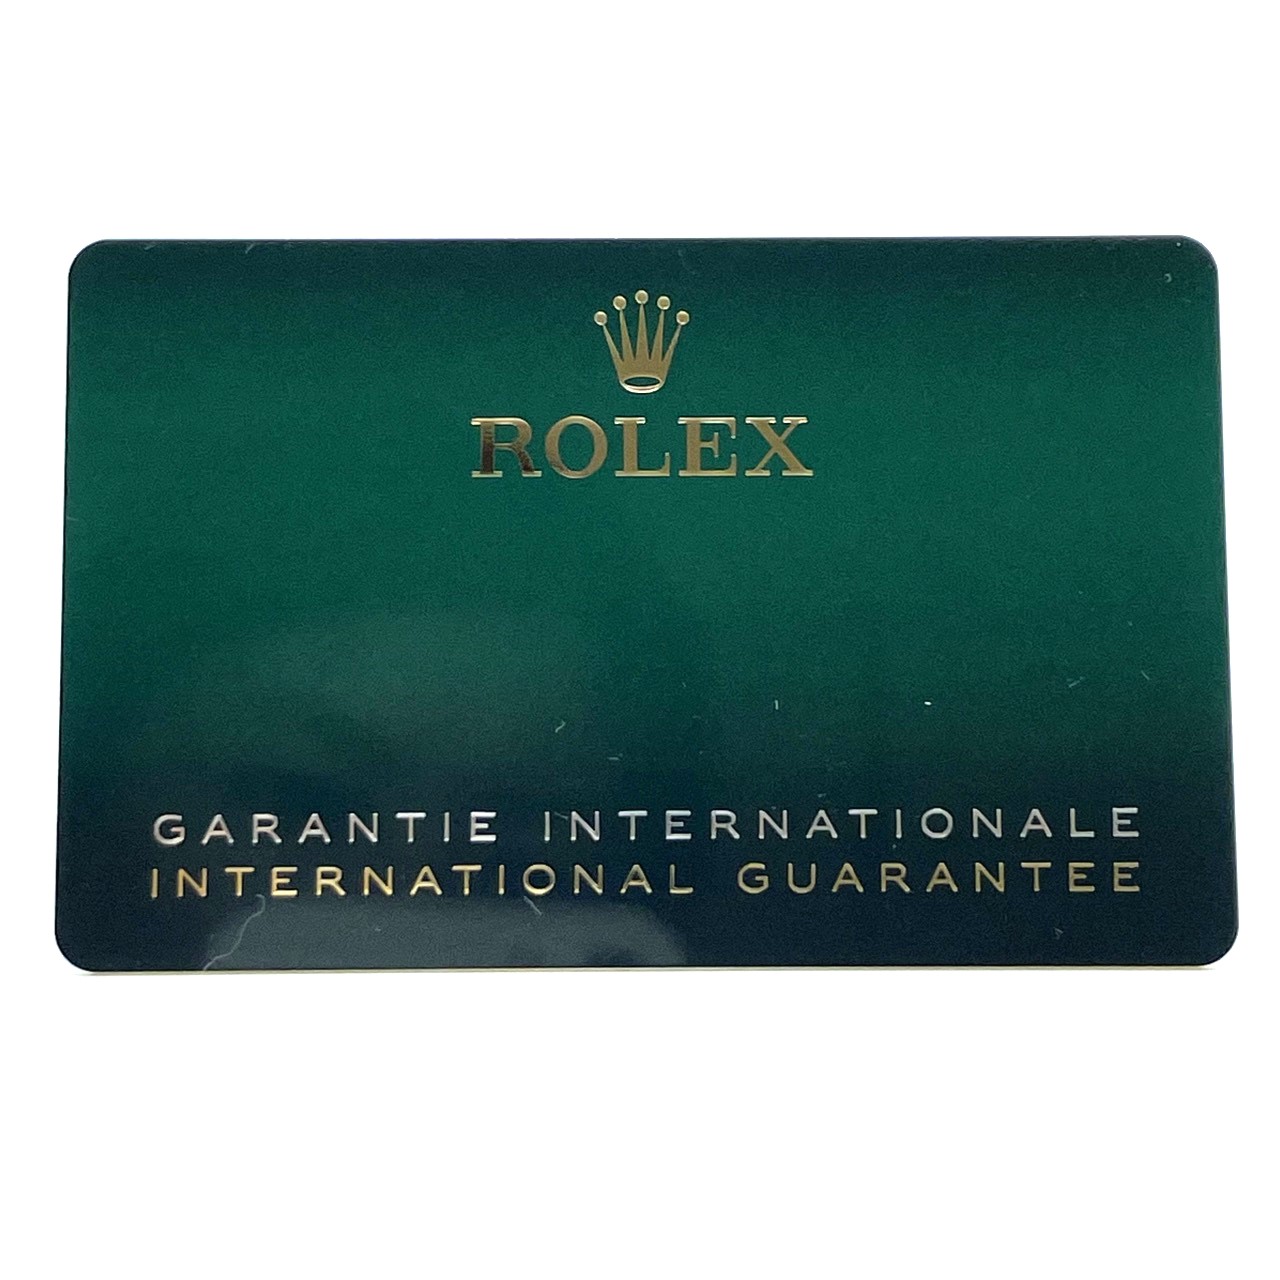 ROLEX
GARANTIE INTERNATIONALE
INTERNATIONAL GUARANTEE